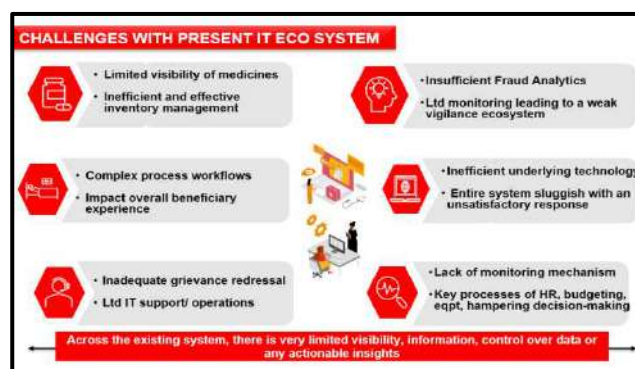 CHALLENGES WITH PRESENT IT ECO SYSTEM
• Limited visibility of medicines
• Inefficient and effective
inventory management
• Insufficient Fraud Analytics
• Ltd monitoring leading to a weak
vigilance ecosystem
• Complex process workflows
• Impact overall beneficiary
experience
• Inefficient underlying technology
• Entire system sluggish with an
unsatisfactory response
• Inadequate grievance redressal
• Ltd IT support/ operations
• Lack of monitoring mechanism
• Key processes of HR, budgeting,
eqpt, hampering decision-making
Across the existing system, there is very limited visibility, information, control over data or
any actionable insights